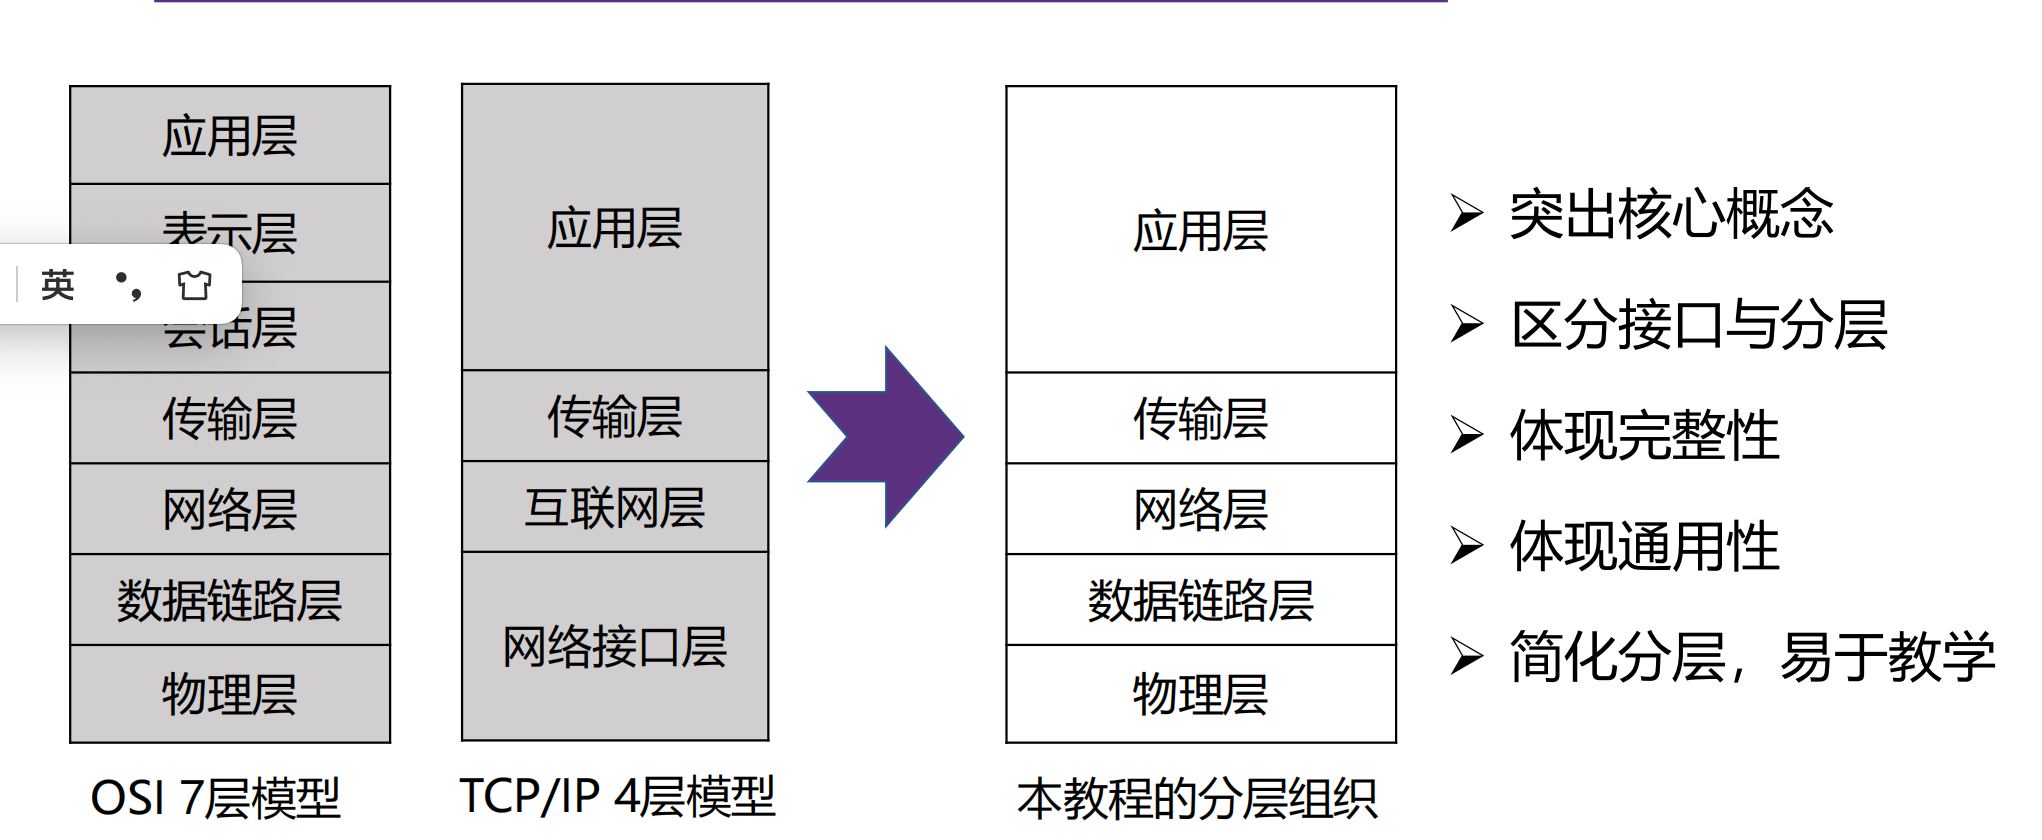 应用层
表示层
会话层
传输层
网络层
数据链路层
物理层
OSI 7层模型
英
应用层
传输层
互联网层
网络接口层
TCP/IP 4层模型
应用层
传输层
网络层
数据链路层
物理层
本教程的分层组织
突出核心概念
区分接口与分层
体现完整性
体现通用性
简化分层，易于教学